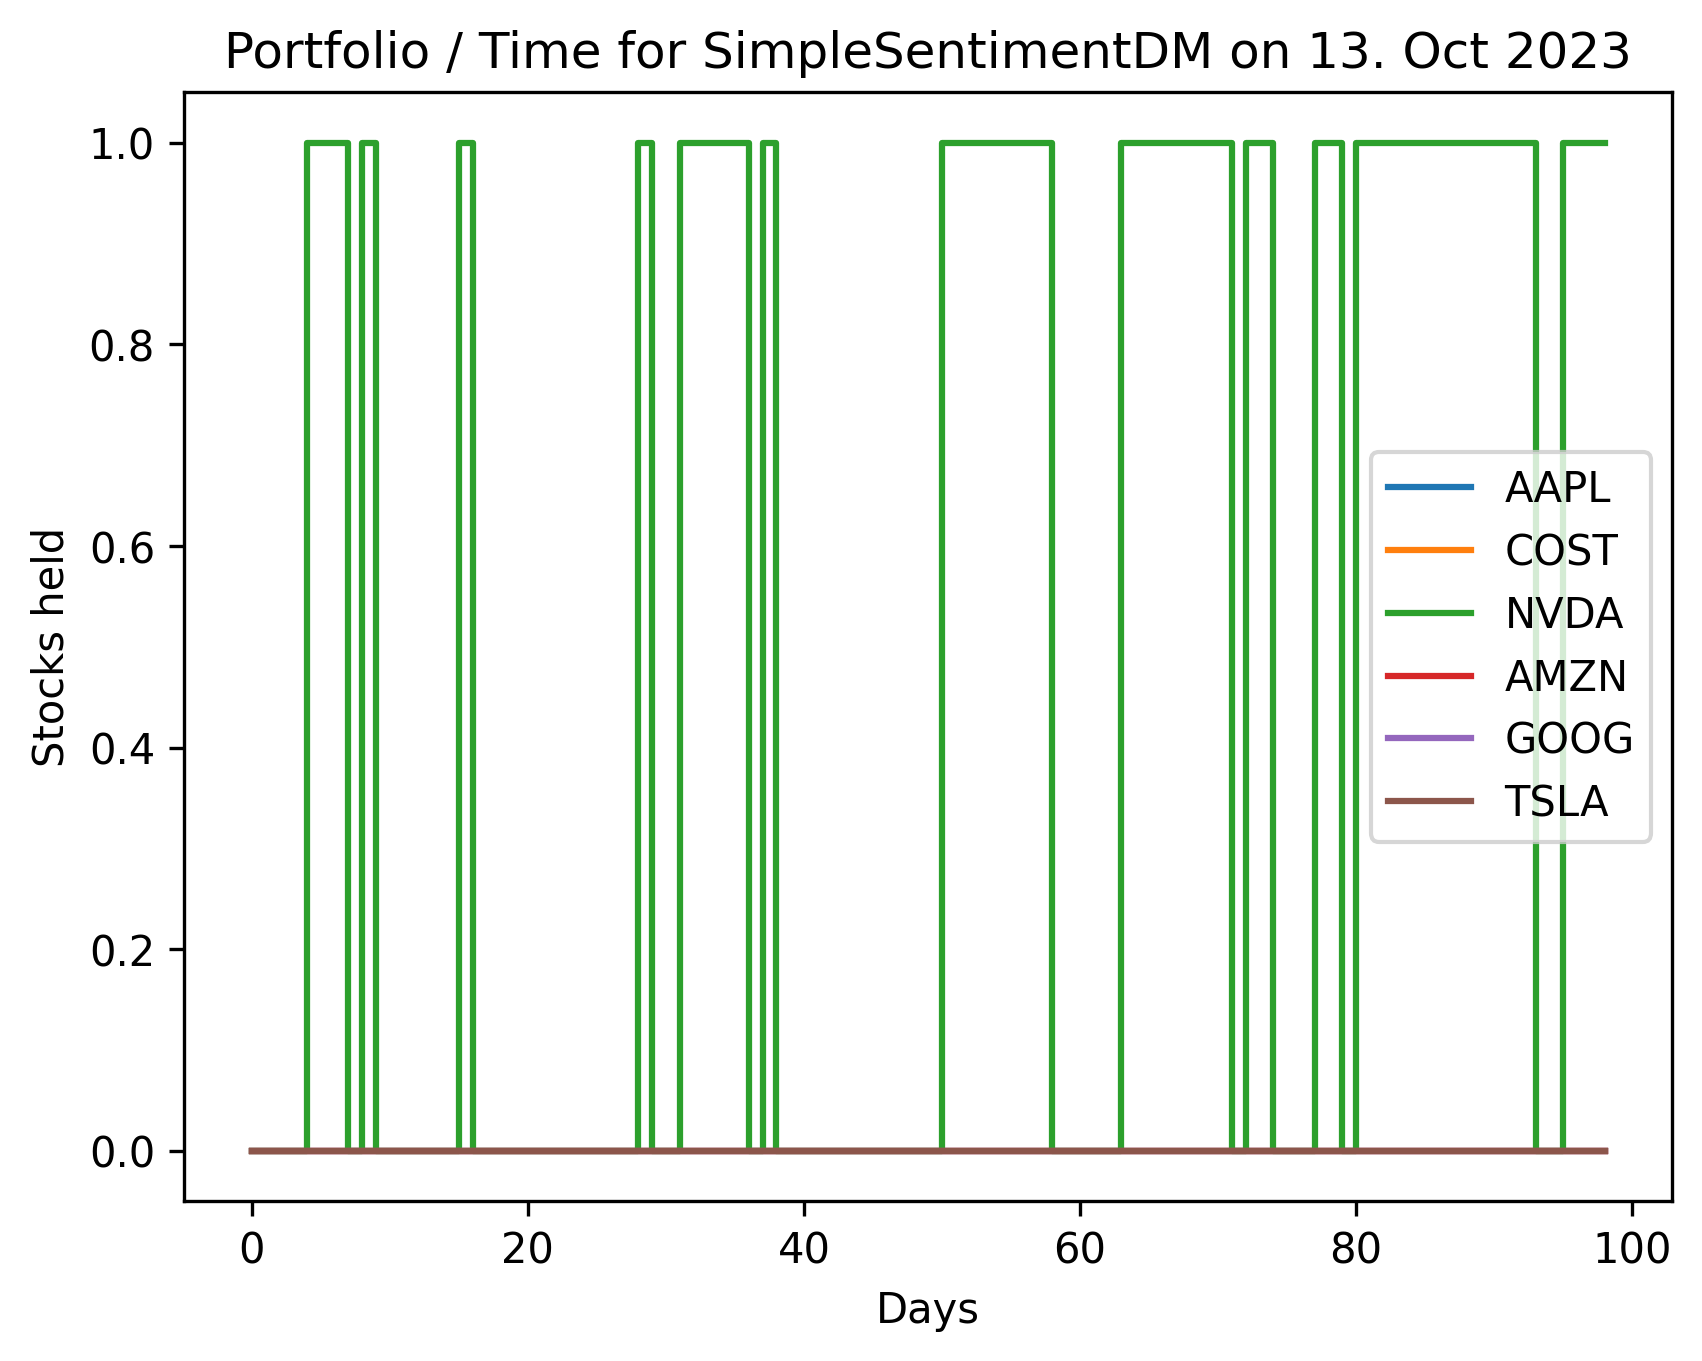 Portfolio / Time for SimpleSentimentDM on 13. Oct 2023
1.0
0.8
0.6
0.4
0.2
0.0
Stocks held
AAPL
COST
NVDA
AMZN
GOOG
TSLA
0 20 40 60 80 100
Days